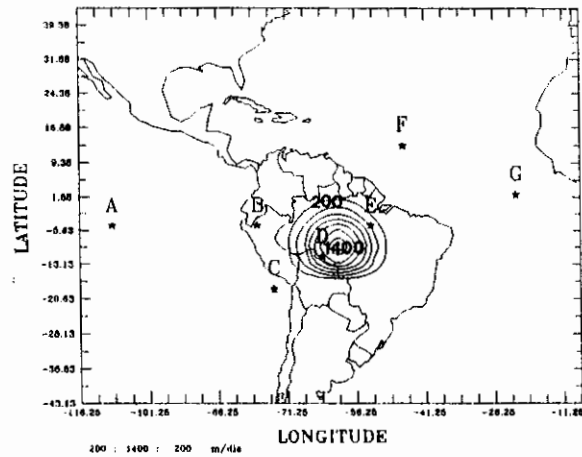 39.38
31.88
24.38
16.88
9.38
1.88
-5.63
-13.13
-20.63
-28.13
-36.63
-43.13
LATITUDE
A
B
C
D
E
F
G
200
1400
-116.25
-101.25
-86.25
-71.25
-56.25
-41.25
-26.25
-11.25
LONGITUDE
200 : 1400 : 200 m/dia